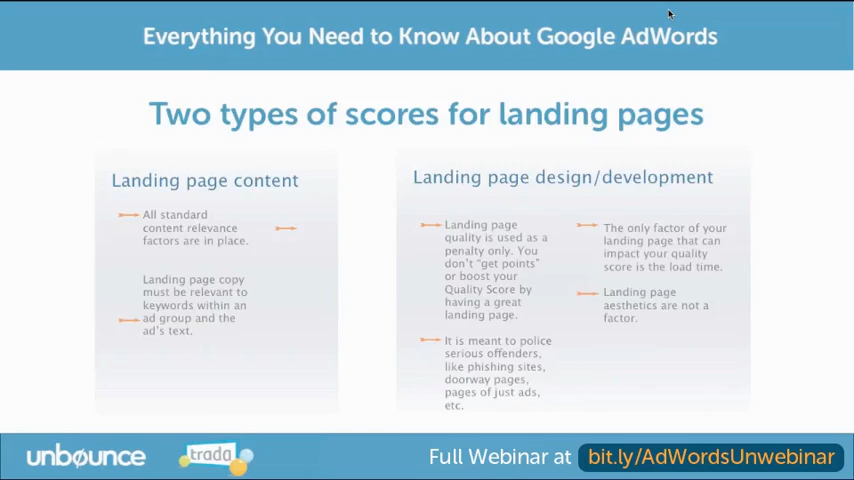 Everything You Need to Know About Google AdWords
Two types of scores for landing pages
Landing page content
All standard
content relevance
factors are in place.
Landing page copy
must be relevant to
keywords within an
ad group and the
ad's text.
Landing page design/development
Landing page
quality is used as a
penalty only. You
don't "get points"
or boost your
Quality Score by
having a great
landing page.
It is meant to police
serious offenders,
like phishing sites,
doorway pages,
pages of just ads,
etc.
The only factor of your
landing page that can
impact your quality
score is the load time.
Landing page
aesthetics are not a
factor.
unbounce
trada
Full Webinar at bit.ly/AdWordsUnwebinar